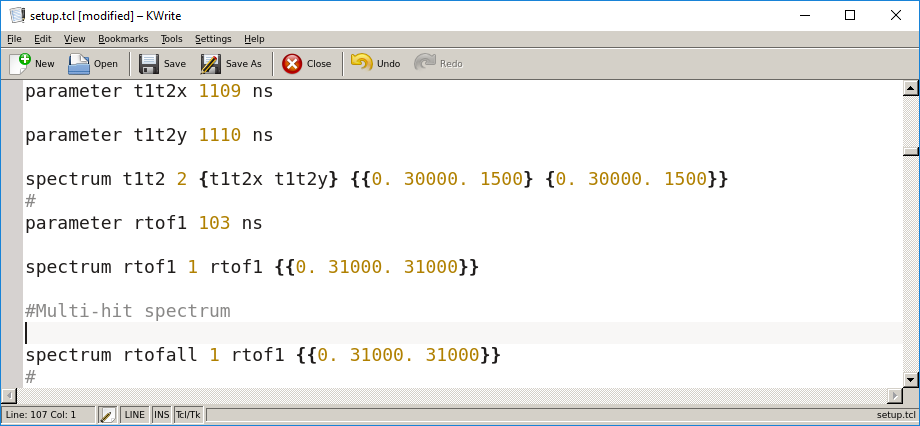 setup.tcl [modified] – KWrite
File Edit View Bookmarks Tools Settings Help
New Open Save Save As Close Undo Redo
parameter t1t2x 1109 ns
parameter t1t2y 1110 ns
spectrum t1t2 2 {t1t2x t1t2y} {{0. 30000. 1500} {0. 30000. 1500}}
#
parameter rtof1 103 ns
spectrum rtof1 1 rtof1 {{0. 31000. 31000}}
#Multi-hit spectrum
spectrum rtofall 1 rtof1 {{0. 31000. 31000}}
#
Line: 107 Col: 1 LINE INS Tcl/Tk setup.tcl